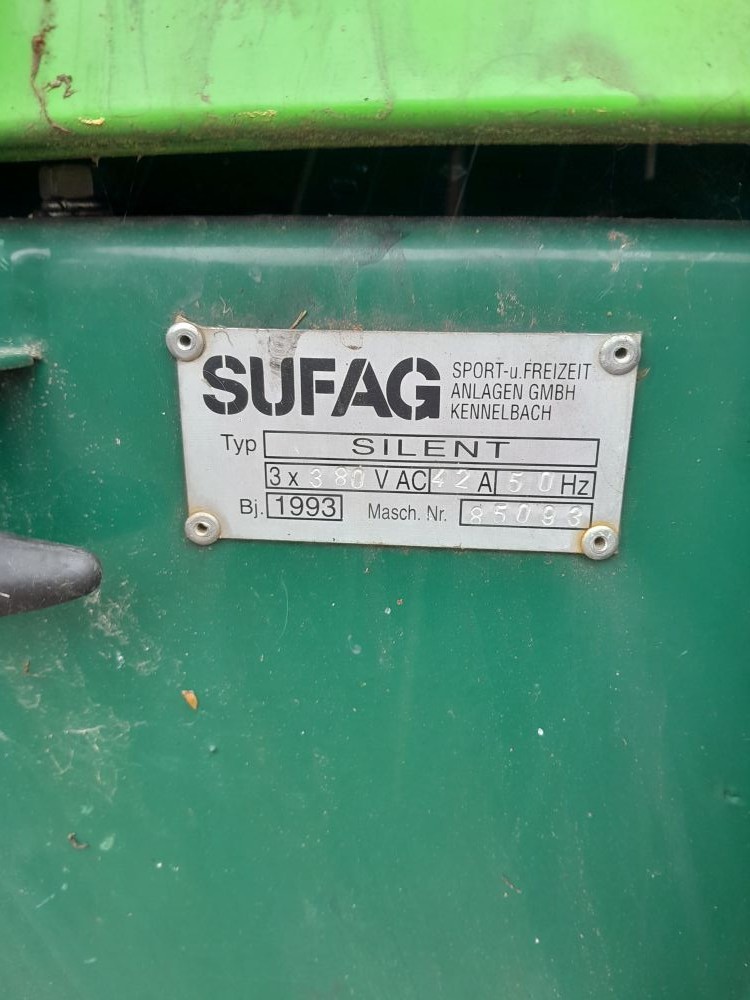 SUFAG
SPORT-u. FREIZEIT
ANLAGEN GMBH
KENNELBACH
Typ SILENT
3 x 380 V AC 42 A 50 Hz
Bj. 1993 Masch. Nr. 85093